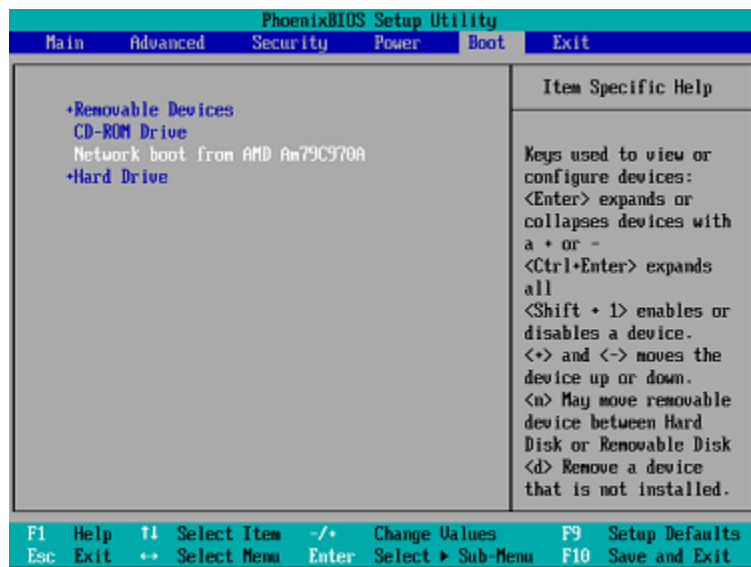 PhoenixBIOS Setup Utility
Main Advanced Security Power Boot Exit
+Removable Devices
CD-ROM Drive
Network boot from AMD Am79C970A
+Hard Drive
Item Specific Help
Keys used to view or
configure devices:
<Enter> expands or
collapses devices with
a + or -
<Ctrl+Enter> expands
all
<Shift + 1> enables or
disables a device.
<+> and <-> moves the
device up or down.
<n> May move removable
device between Hard
Disk or Removable Disk
<d> Remove a device
that is not installed.
F1 Help ↑↓ Select Item -/+ Change Values F9 Setup Defaults
Esc Exit ↔ Select Menu Enter Select ▶ Sub-Menu F10 Save and Exit